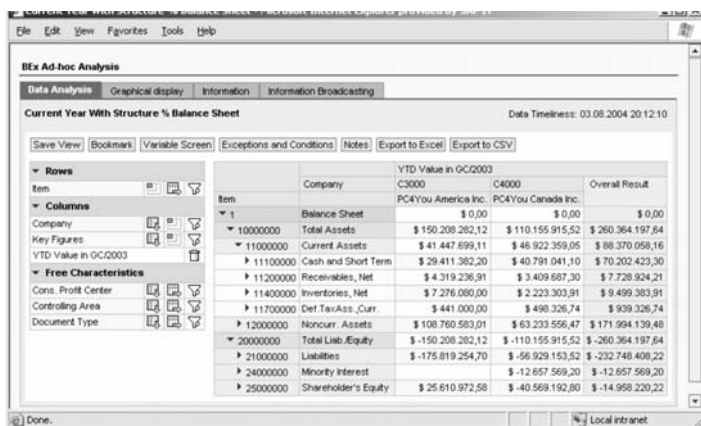 Current Year With Structure % Balance Sheet
File Edit View Favorites Tools Help
BEx Ad-hoc Analysis
Data Analysis Graphical display Information Information Broadcasting
Current Year With Structure % Balance Sheet Data Timeliness: 03.08.2004 20:12:10
Save View Bookmark Variable Screen Exceptions and Conditions Notes Export to Excel Export to CSV
Rows
Item
Columns
Company
Key Figures
YTD Value in GC/2003
Free Characteristics
Cons. Profit Center
Controlling Area
Document Type
YTD Value in GC/2003
Company C3000 C4000 Overall Result
Item PC4You America Inc. PC4You Canada Inc.
1 Balance Sheet $ 0,00 $ 0,00 $ 0,00
10000000 Total Assets $ 150.208.282,12 $ 110.155.915,52 $ 260.364.197,64
11000000 Current Assets $ 41.447.699,11 $ 46.922.359,05 $ 88.370.058,16
11100000 Cash and Short Term $ 29.411.382,20 $ 40.791.041,10 $ 70.202.423,30
11200000 Receivables, Net $ 4.319.236,91 $ 3.409.687,30 $ 7.728.924,21
11400000 Inventories, Net $ 7.276.080,00 $ 2.223.303,91 $ 9.499.383,91
11700000 Def.TaxAss.,Curr. $ 441.000,00 $ 498.326,74 $ 939.326,74
12000000 Noncurr. Assets $ 108.760.583,01 $ 63.233.556,47 $ 171.994.139,48
20000000 Total Liab./Equity $ -150.208.282,12 $ -110.155.915,52 $ -260.364.197,64
21000000 Liabilities $ -175.819.254,70 $ -56.929.153,52 $ -232.748.408,22
24000000 Minority Interest $ -12.657.569,20 $ -12.657.569,20
25000000 Shareholder's Equity $ 25.610.972,58 $ -40.569.192,80 $ -14.958.220,22
Done. Local intranet